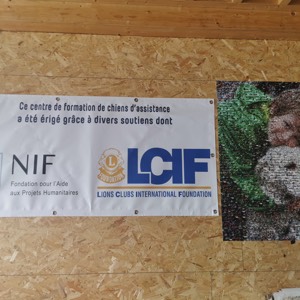 Ce centre de formation de chiens d'assistance
a été érigé grâce à divers soutiens dont
NIF
Fondation pour l'Aide
aux Projets Humanitaires
LCIF
LIONS CLUBS INTERNATIONAL FOUNDATION